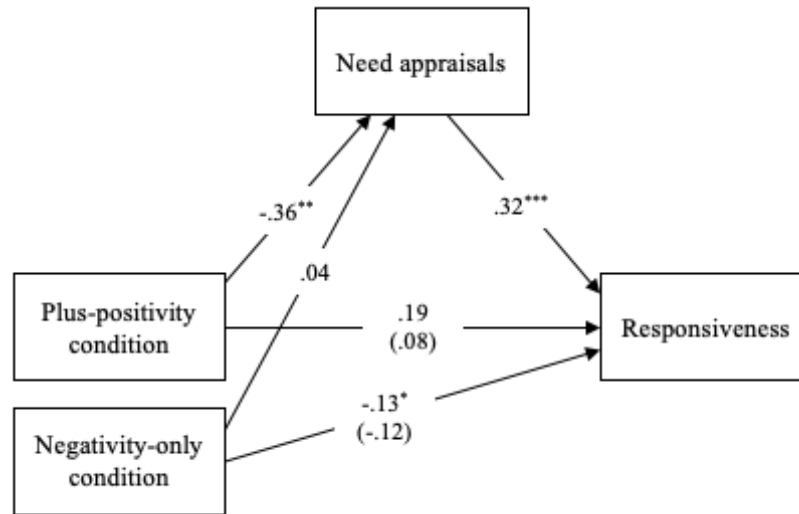 Need appraisals
-.36**
.32***
.04
Plus-positivity
condition
.19
(.08)
Responsiveness
-.13*
(-.12)
Negativity-only
condition